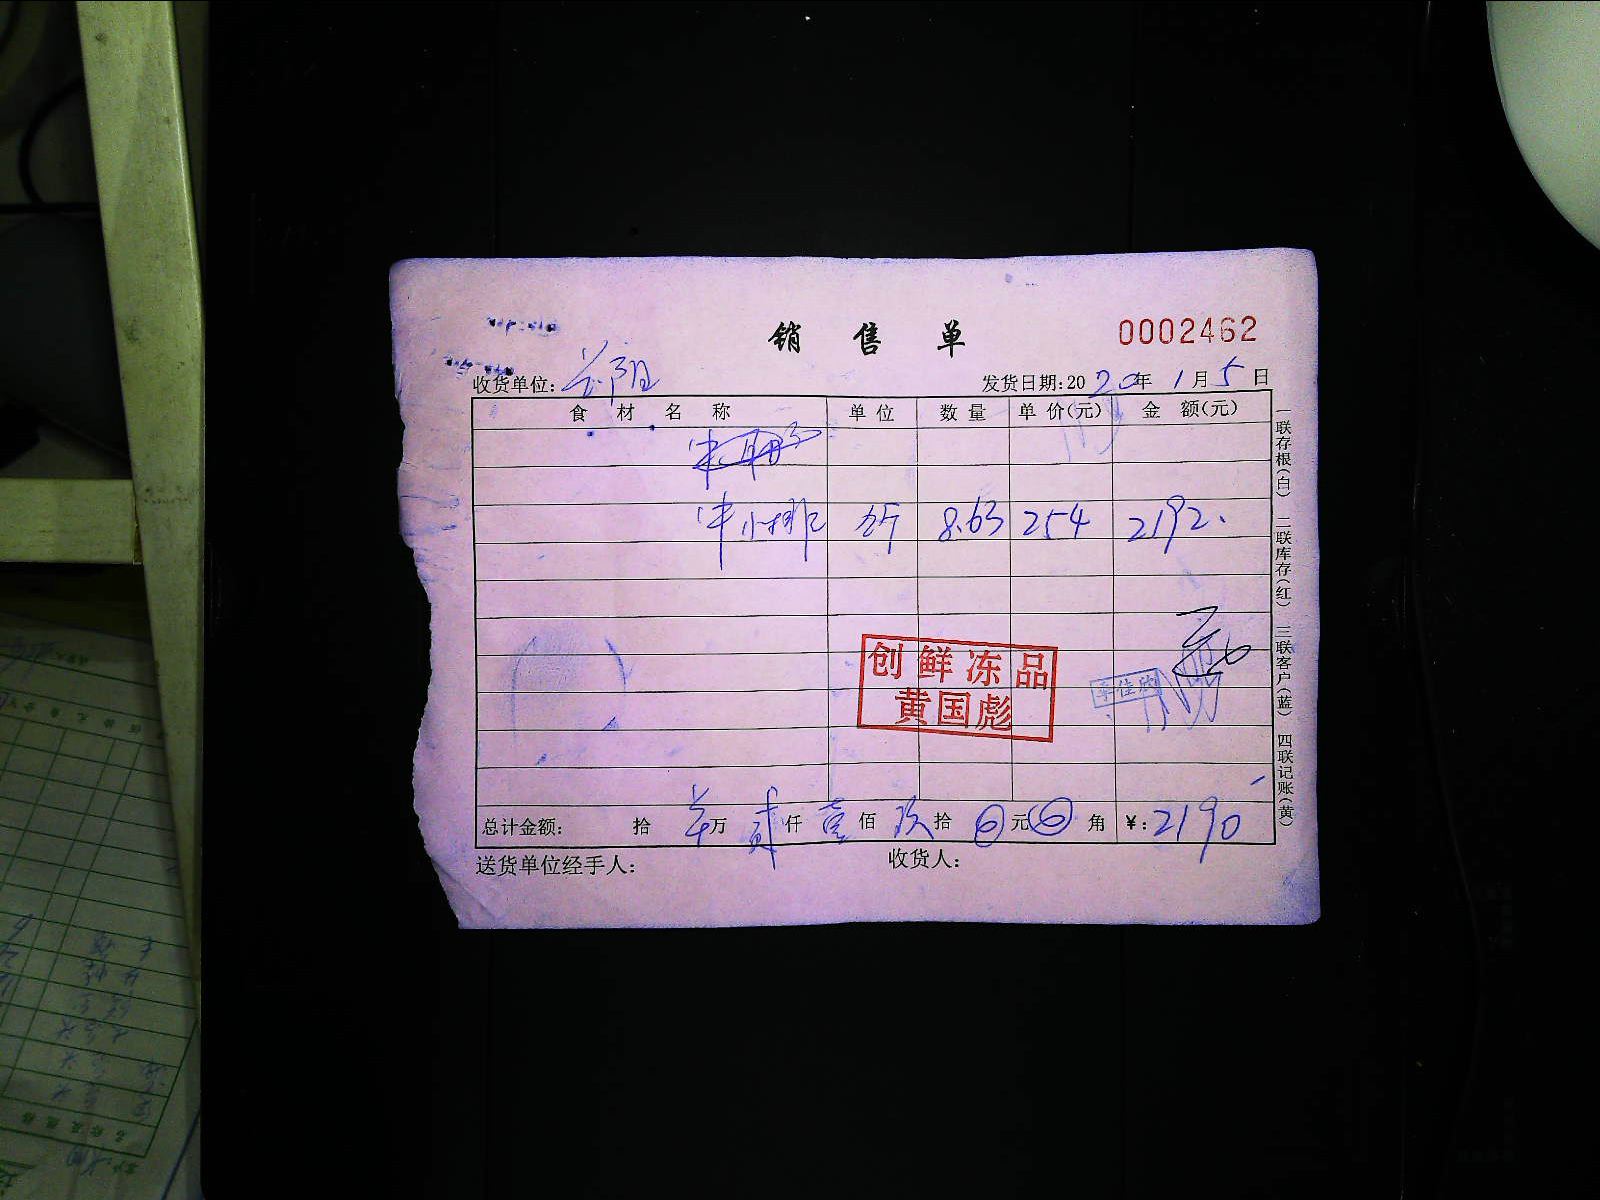 销 售 单 0002462
收货单位: 谷阳 发货日期: 2020年 1月5日
食 材 名 称 单 位 数 量 单 价(元) 金 额(元)
牛小排 斤 8.63 254 2192.
创鲜冻品
黄国彪
总计金额: 拾 万 贰仟 壹佰 玖拾 元 角 ¥: 2190
送货单位经手人: 收货人:
一联存根(白) 二联库存(红) 三联客户(蓝) 四联记账(黄)